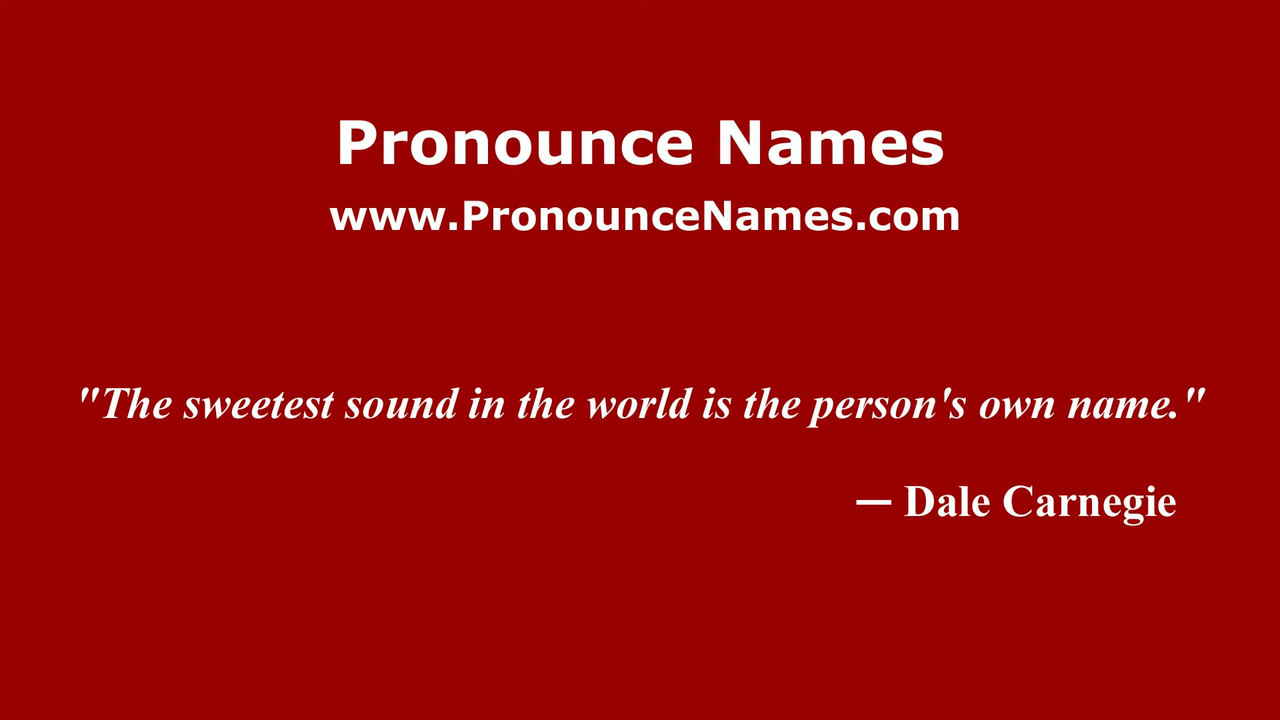 Pronounce Names
www.PronounceNames.com
"The sweetest sound in the world is the person's own name."
— Dale Carnegie